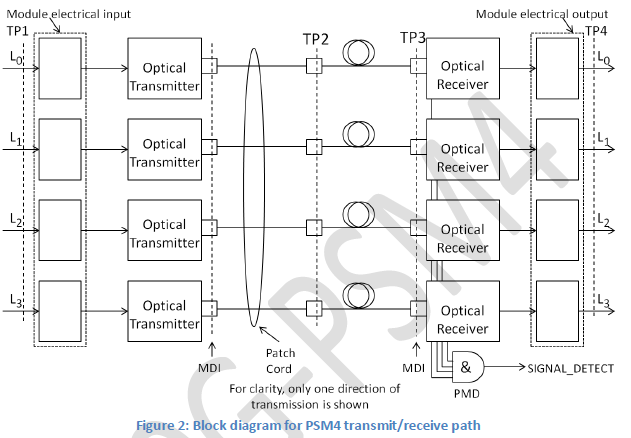 Module electrical input
Module electrical output
TP1
TP2
TP3
TP4
L0
Optical
Transmitter
Optical
Receiver
L0
L1
Optical
Transmitter
Optical
Receiver
L1
L2
Optical
Transmitter
Optical
Receiver
L2
L3
Optical
Transmitter
Optical
Receiver
L3
MDI
Patch
Cord
MDI
&
SIGNAL_DETECT
PMD
For clarity, only one direction of
transmission is shown
Figure 2: Block diagram for PSM4 transmit/receive path